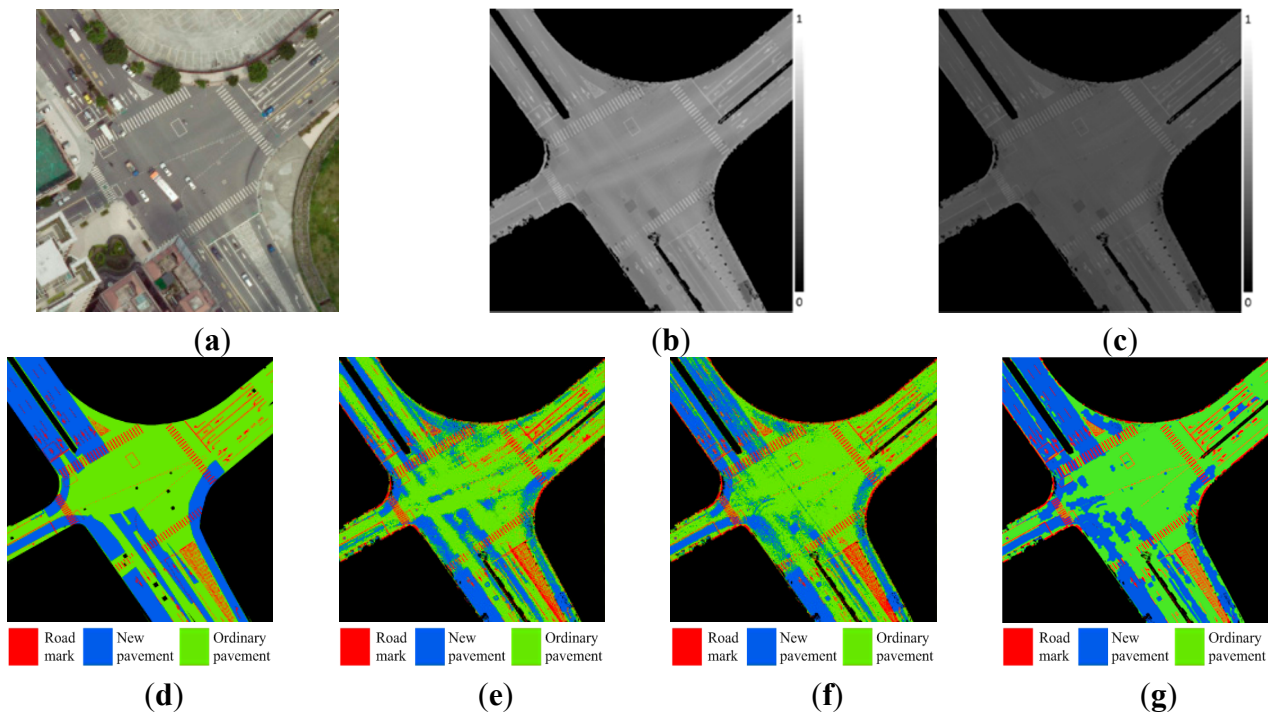 1
0
1
0
(a)
(b)
(c)
Road mark
New pavement
Ordinary pavement
Road mark
New pavement
Ordinary pavement
Road mark
New pavement
Ordinary pavement
Road mark
New pavement
Ordinary pavement
(d)
(e)
(f)
(g)